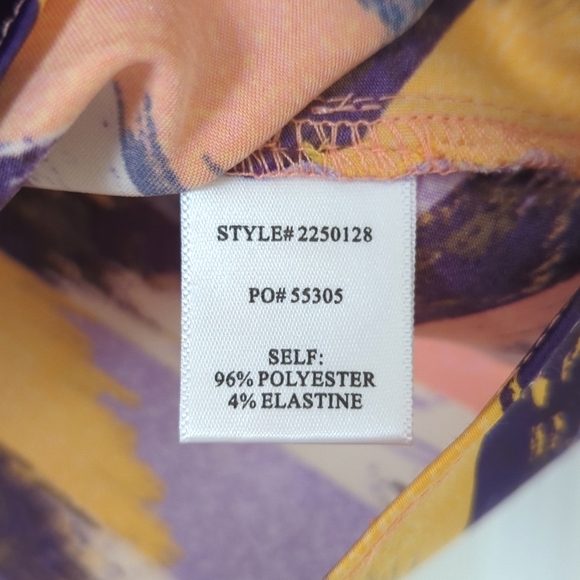 STYLE# 2250128
PO# 55305
SELF:
96% POLYESTER
4% ELASTINE